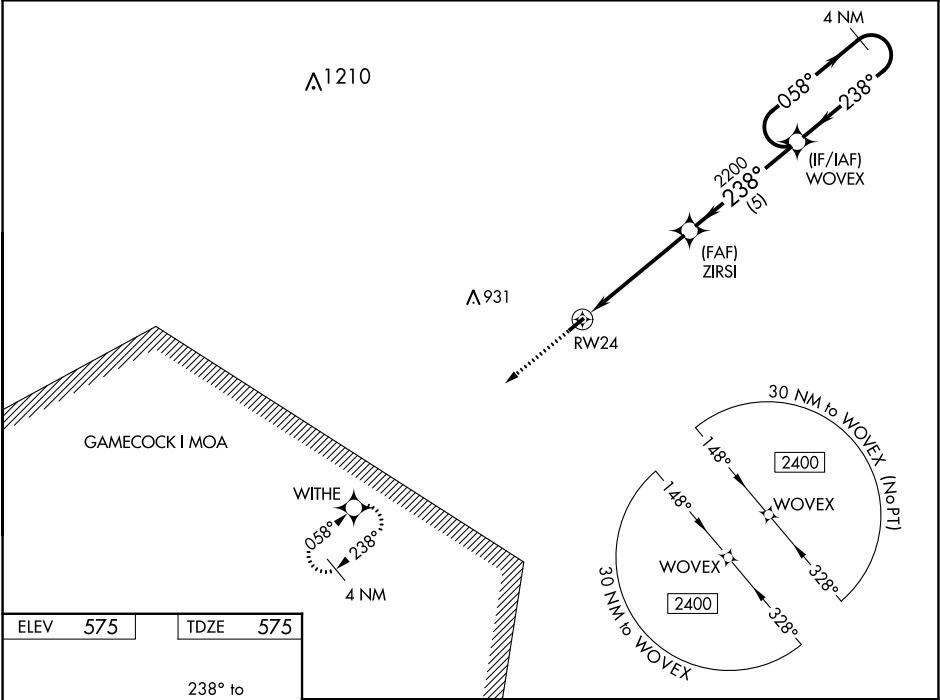 4 NM
1210
058°
238°
(IF/IAF)
WOVEX
2200
238°
(5)
(FAF)
ZIRSI
931
RW24
GAMECOCK I MOA
WITHE
058°
238°
4 NM
30 NM to WOVEX (NoPT)
148°
2400
WOVEX
328°
148°
WOVEX
2400
328°
30 NM to WOVEX
ELEV 575 TDZE 575
238° to